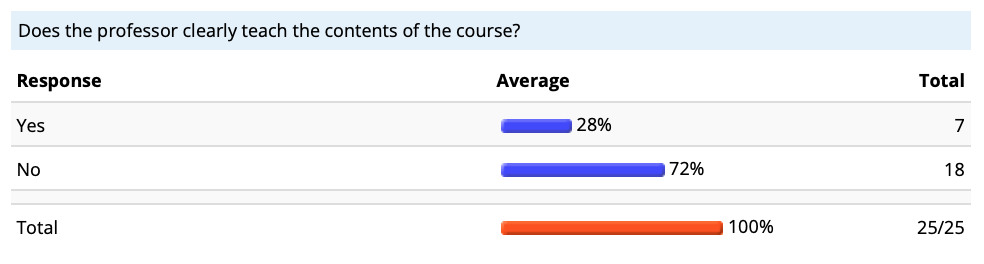 Does the professor clearly teach the contents of the course?
Response Average Total
Yes 28% 7
No 72% 18
Total 100% 25/25